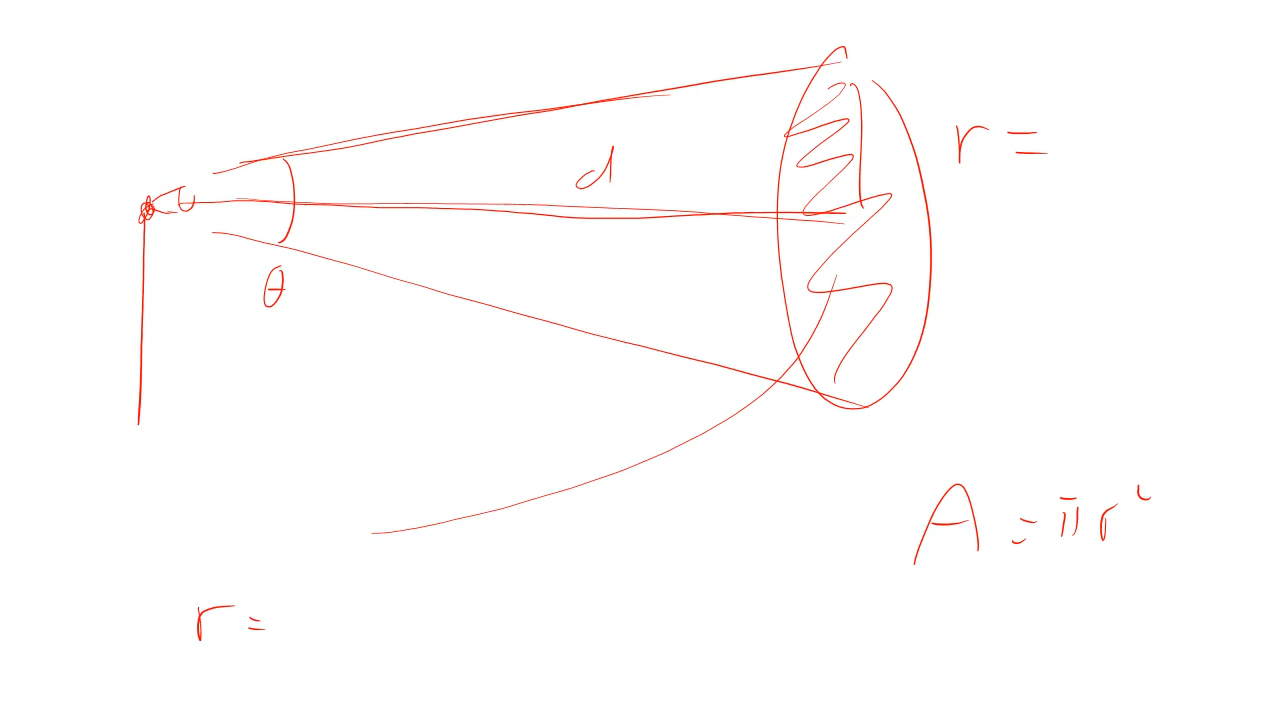 d
r =
θ
A = πr²
r =